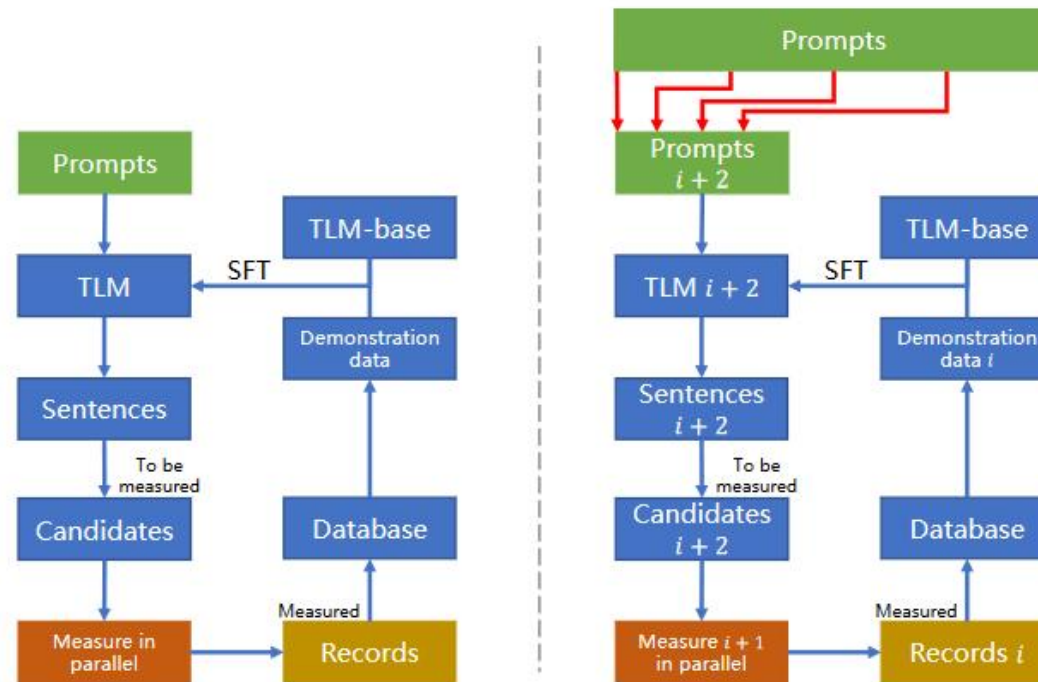 Prompts
TLM-base
SFT
TLM
Demonstration
data
Sentences
To be
measured
Candidates
Database
Measured
Measure in
parallel
Records
Prompts
Prompts
i + 2
TLM-base
SFT
TLM i + 2
Demonstration
data i
Sentences
i + 2
To be
measured
Candidates
i + 2
Database
Measured
Measure i + 1
in parallel
Records i